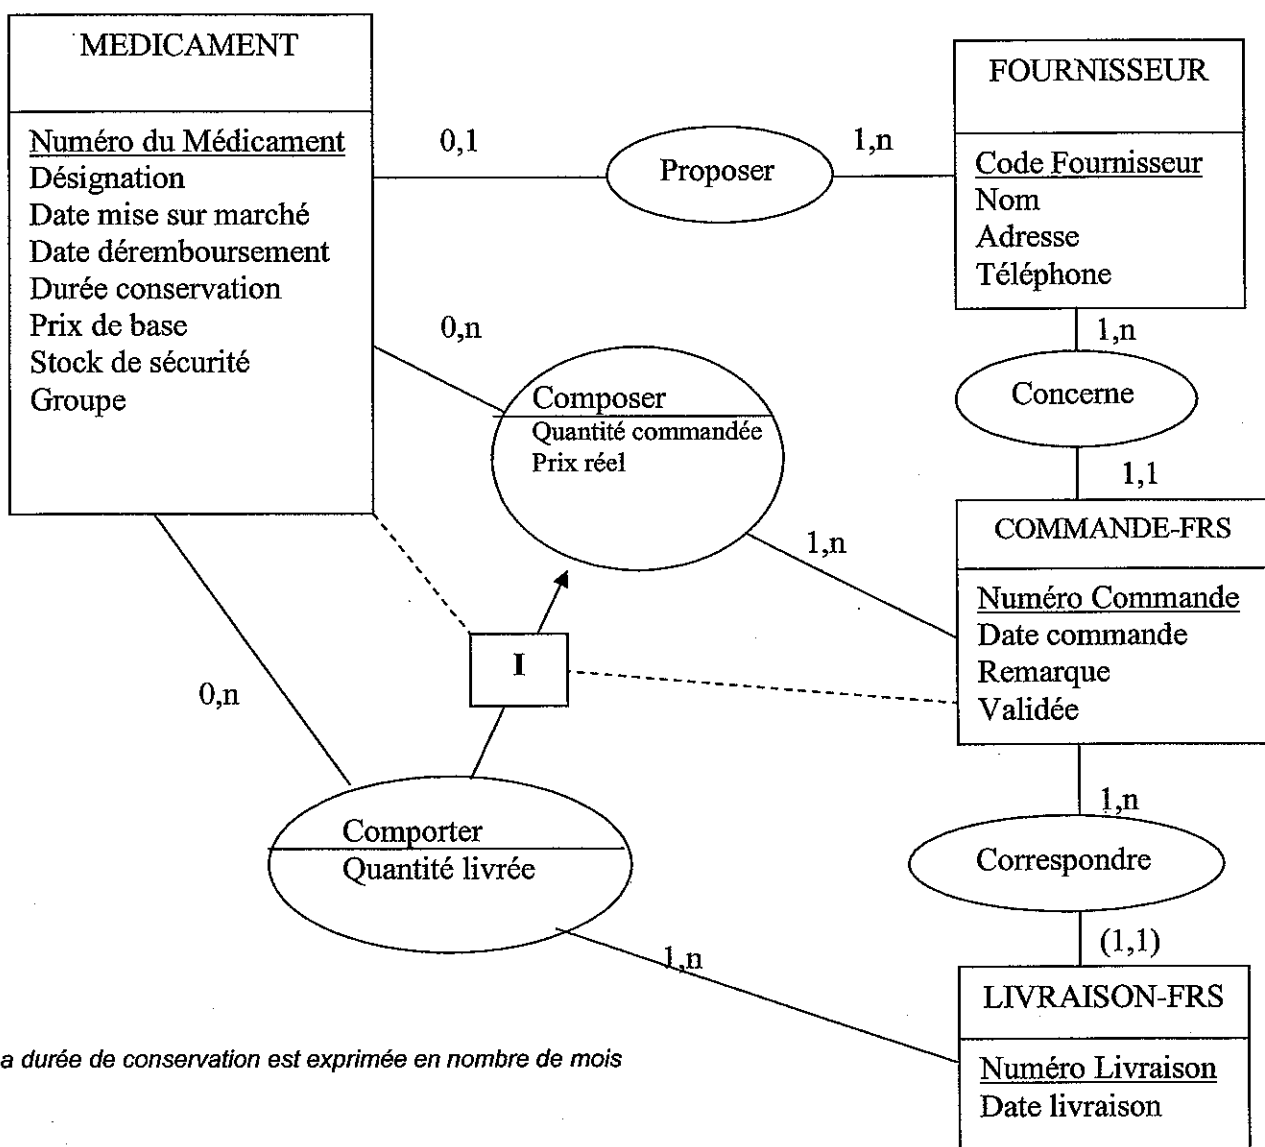 MEDICAMENT
Numéro du Médicament
Désignation
Date mise sur marché
Date déremboursement
Durée conservation
Prix de base
Stock de sécurité
Groupe
0,1
Proposer
1,n
FOURNISSEUR
Code Fournisseur
Nom
Adresse
Téléphone
1,n
Concerne
1,1
0,n
Composer
Quantité commandée
Prix réel
1,n
COMMANDE-FRS
Numéro Commande
Date commande
Remarque
Validée
I
0,n
Comporter
Quantité livrée
1,n
1,n
Correspondre
(1,1)
LIVRAISON-FRS
Numéro Livraison
Date livraison
a durée de conservation est exprimée en nombre de mois